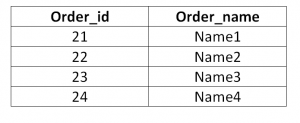 Order_id Order_name
21 Name1
22 Name2
23 Name3
24 Name4